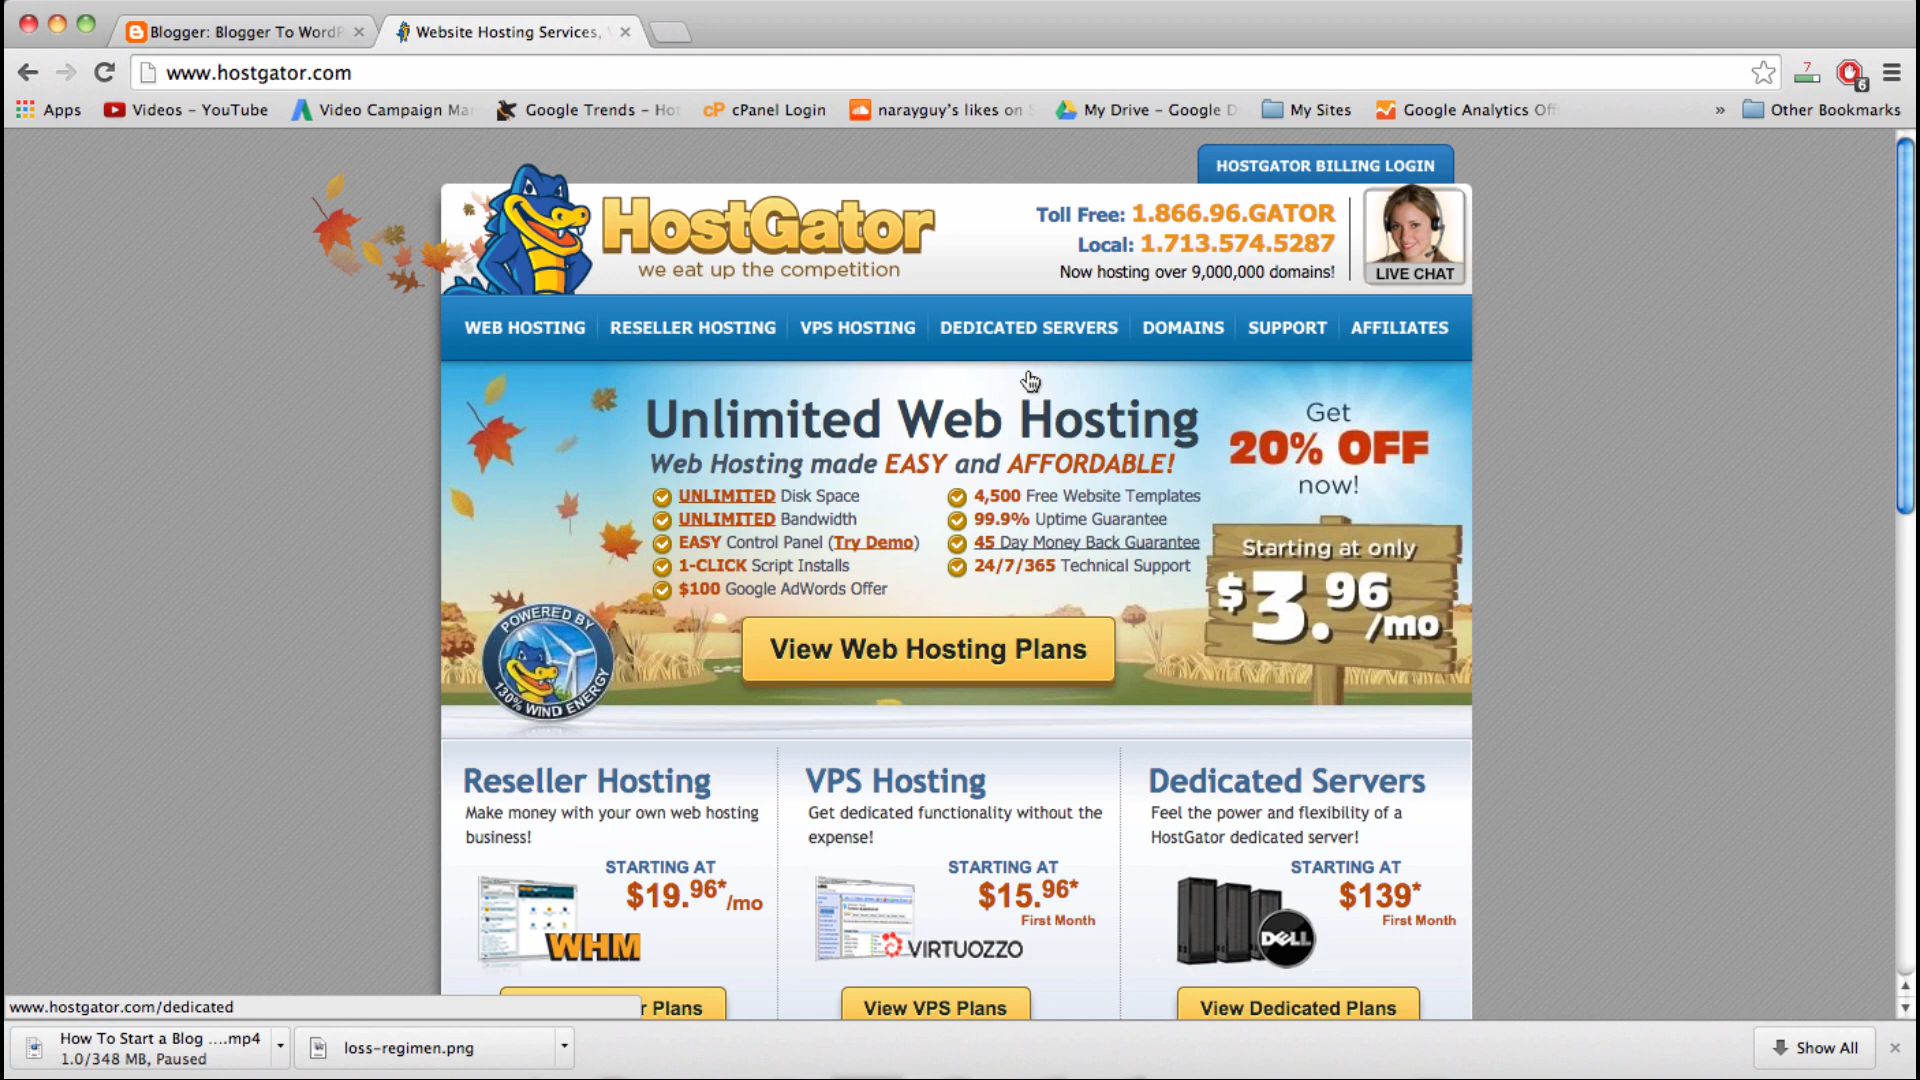 Blogger: Blogger To WordP
Website Hosting Services,
www.hostgator.com
7
6
Apps
Videos – YouTube
Video Campaign Ma
Google Trends – Hot
cPanel Login
narayguy's likes on
My Drive – Google D
My Sites
Google Analytics Off
»
Other Bookmarks
HOSTGATOR BILLING LOGIN
HostGator
we eat up the competition
Toll Free: 1.866.96.GATOR
Local: 1.713.574.5287
Now hosting over 9,000,000 domains!
LIVE CHAT
WEB HOSTING
RESELLER HOSTING
VPS HOSTING
DEDICATED SERVERS
DOMAINS
SUPPORT
AFFILIATES
Unlimited Web Hosting
Web Hosting made EASY and AFFORDABLE!
UNLIMITED Disk Space
UNLIMITED Bandwidth
EASY Control Panel (Try Demo)
1-CLICK Script Installs
$100 Google AdWords Offer
4,500 Free Website Templates
99.9% Uptime Guarantee
45 Day Money Back Guarantee
24/7/365 Technical Support
Get
20% OFF
now!
Starting at only
$3.96/mo
POWERED BY
130% WIND ENERGY
View Web Hosting Plans
Reseller Hosting
Make money with your own web hosting
business!
STARTING AT
$19.96*/mo
WHM
VPS Hosting
Get dedicated functionality without the
expense!
STARTING AT
$15.96*
First Month
VIRTUOZZO
Dedicated Servers
Feel the power and flexibility of a
HostGator dedicated server!
STARTING AT
$139*
First Month
DELL
r Plans
View VPS Plans
View Dedicated Plans
www.hostgator.com/dedicated
How To Start a Blog ....mp4
1.0/348 MB, Paused
loss-regimen.png
Show All